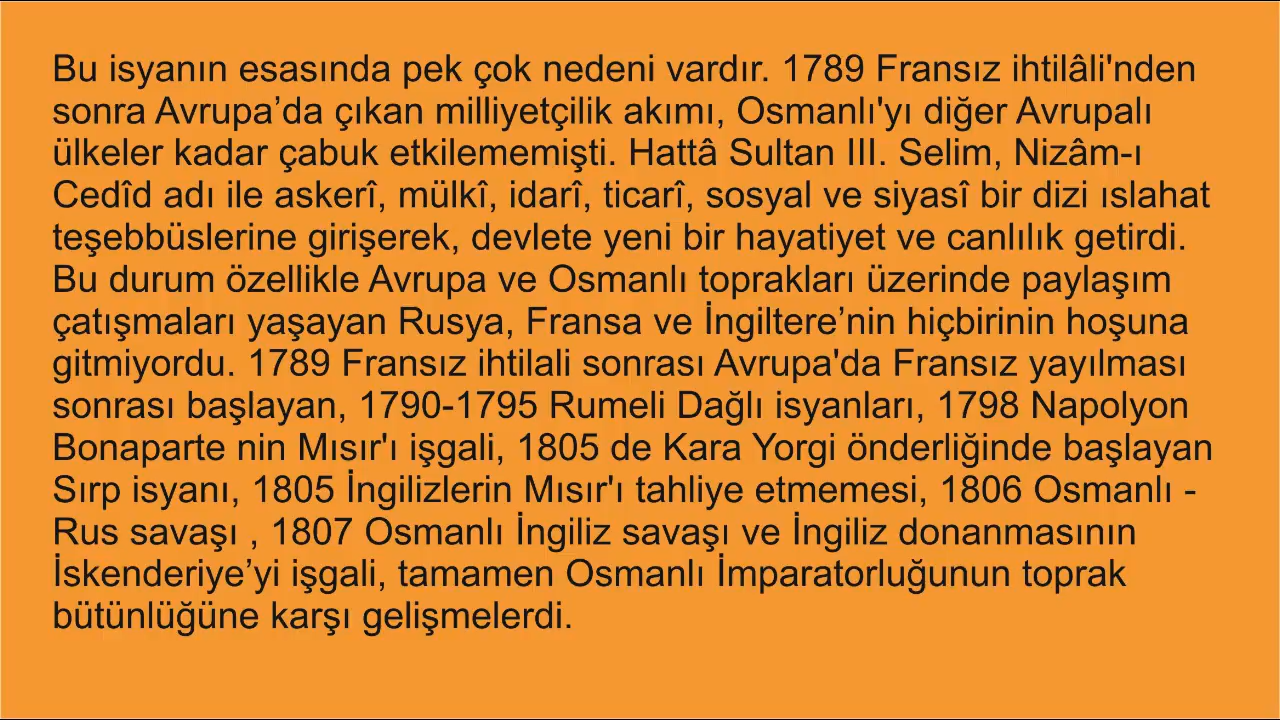 Bu isyanın esasında pek çok nedeni vardır. 1789 Fransız ihtilâli'nden
sonra Avrupa’da çıkan milliyetçilik akımı, Osmanlı'yı diğer Avrupalı
ülkeler kadar çabuk etkilememişti. Hattâ Sultan III. Selim, Nizâm-ı
Cedîd adı ile askerî, mülkî, idarî, ticarî, sosyal ve siyasî bir dizi ıslahat
teşebbüslerine girişerek, devlete yeni bir hayatiyet ve canlılık getirdi.
Bu durum özellikle Avrupa ve Osmanlı toprakları üzerinde paylaşım
çatışmaları yaşayan Rusya, Fransa ve İngiltere’nin hiçbirinin hoşuna
gitmiyordu. 1789 Fransız ihtilali sonrası Avrupa'da Fransız yayılması
sonrası başlayan, 1790-1795 Rumeli Dağlı isyanları, 1798 Napolyon
Bonaparte nin Mısır'ı işgali, 1805 de Kara Yorgi önderliğinde başlayan
Sırp isyanı, 1805 İngilizlerin Mısır'ı tahliye etmemesi, 1806 Osmanlı -
Rus savaşı , 1807 Osmanlı İngiliz savaşı ve İngiliz donanmasının
İskenderiye’yi işgali, tamamen Osmanlı İmparatorluğunun toprak
bütünlüğüne karşı gelişmelerdi.